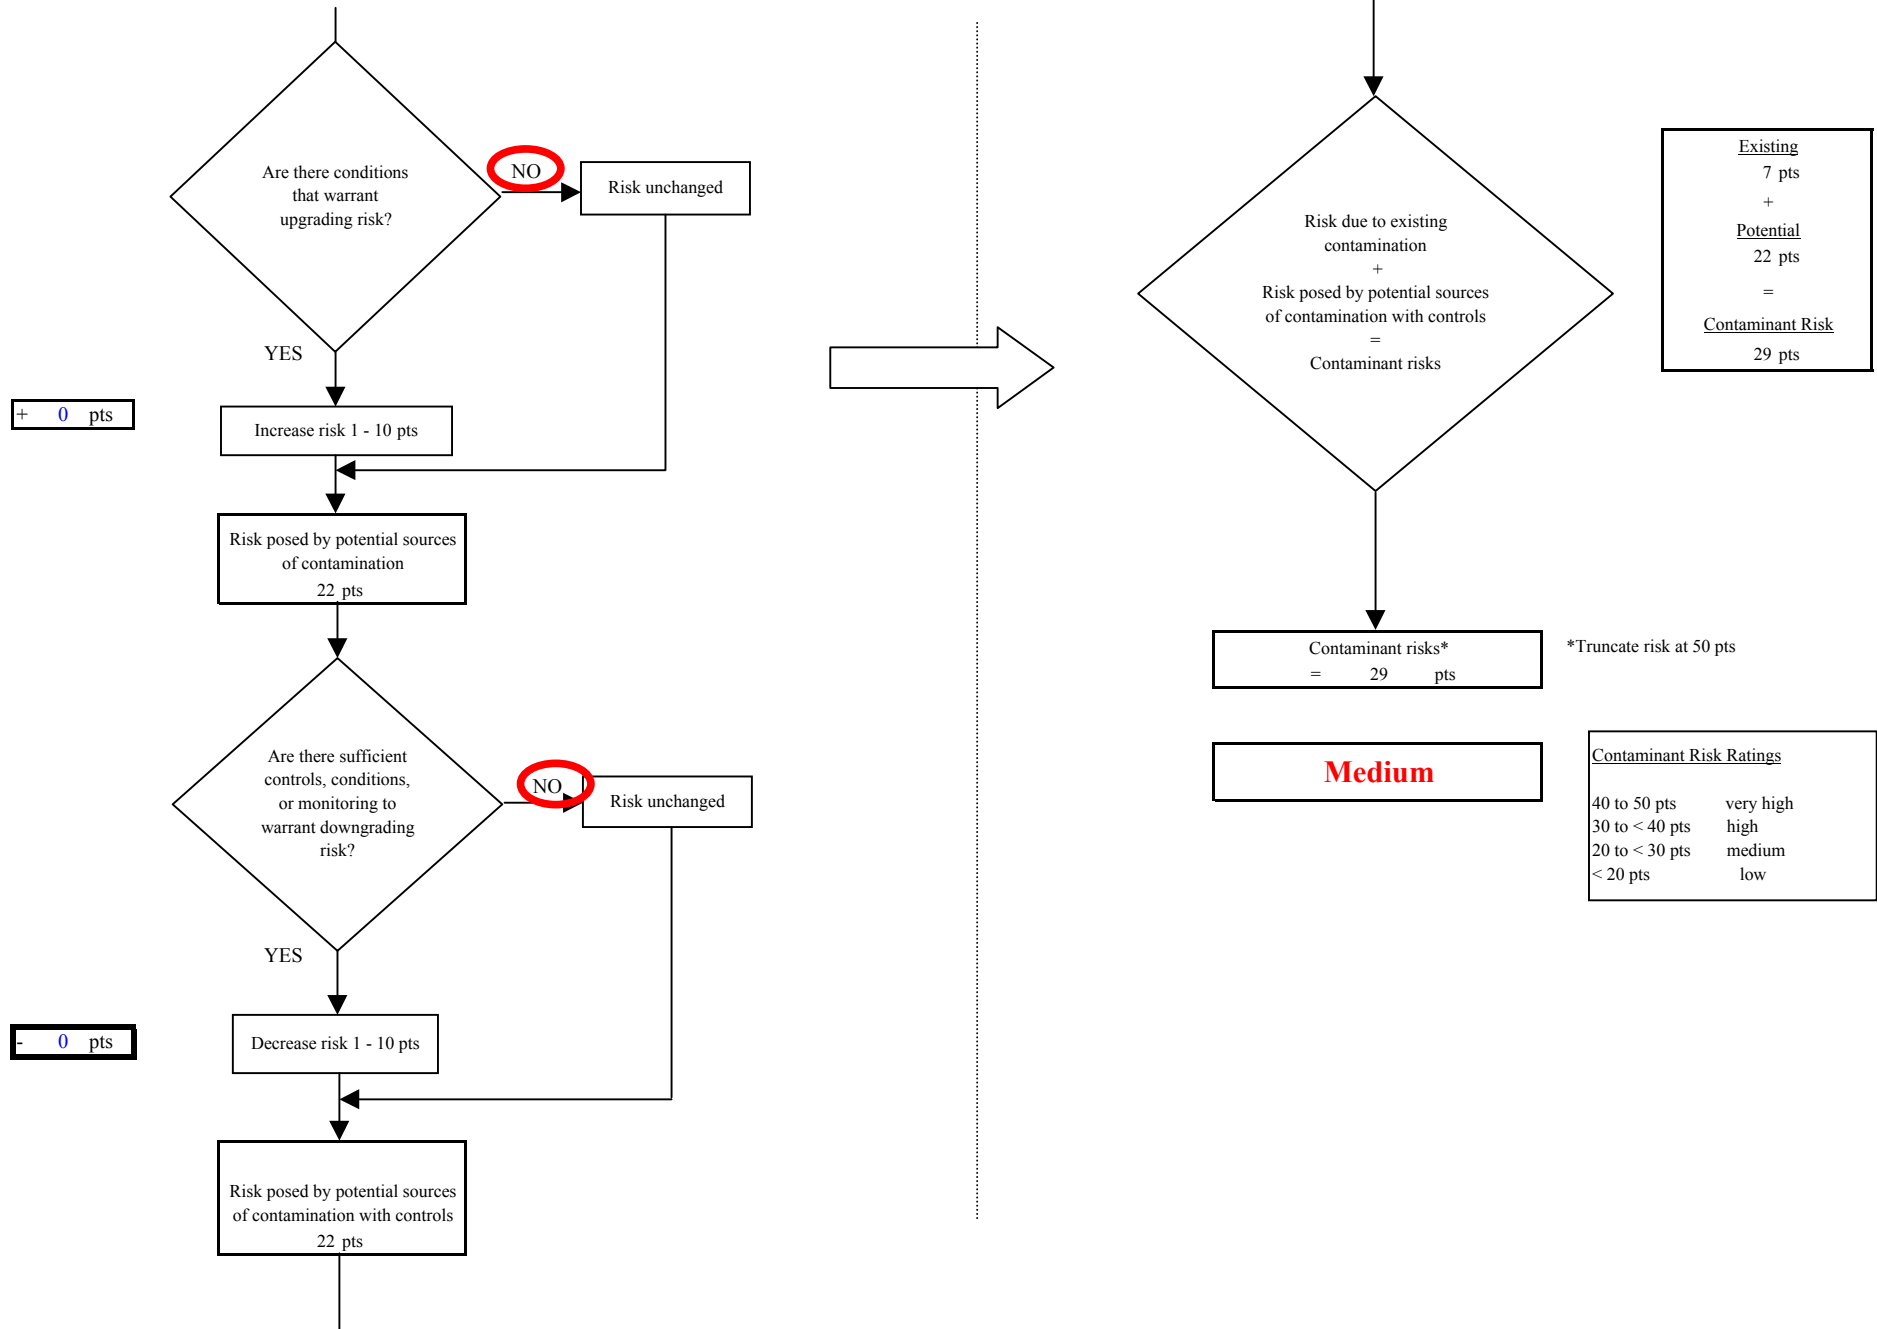 Are there conditions
that warrant
upgrading risk?
NO
Risk unchanged
YES
+ 0 pts
Increase risk 1 - 10 pts
Risk posed by potential sources
of contamination
22 pts
Are there sufficient
controls, conditions,
or monitoring to
warrant downgrading
risk?
NO
Risk unchanged
YES
- 0 pts
Decrease risk 1 - 10 pts
Risk posed by potential sources
of contamination with controls
22 pts
Risk due to existing
contamination
+
Risk posed by potential sources
of contamination with controls
=
Contaminant risks
Existing
7 pts
+
Potential
22 pts
=
Contaminant Risk
29 pts
Contaminant risks*
= 29 pts
*Truncate risk at 50 pts
Medium
Contaminant Risk Ratings
40 to 50 pts very high
30 to < 40 pts high
20 to < 30 pts medium
< 20 pts low